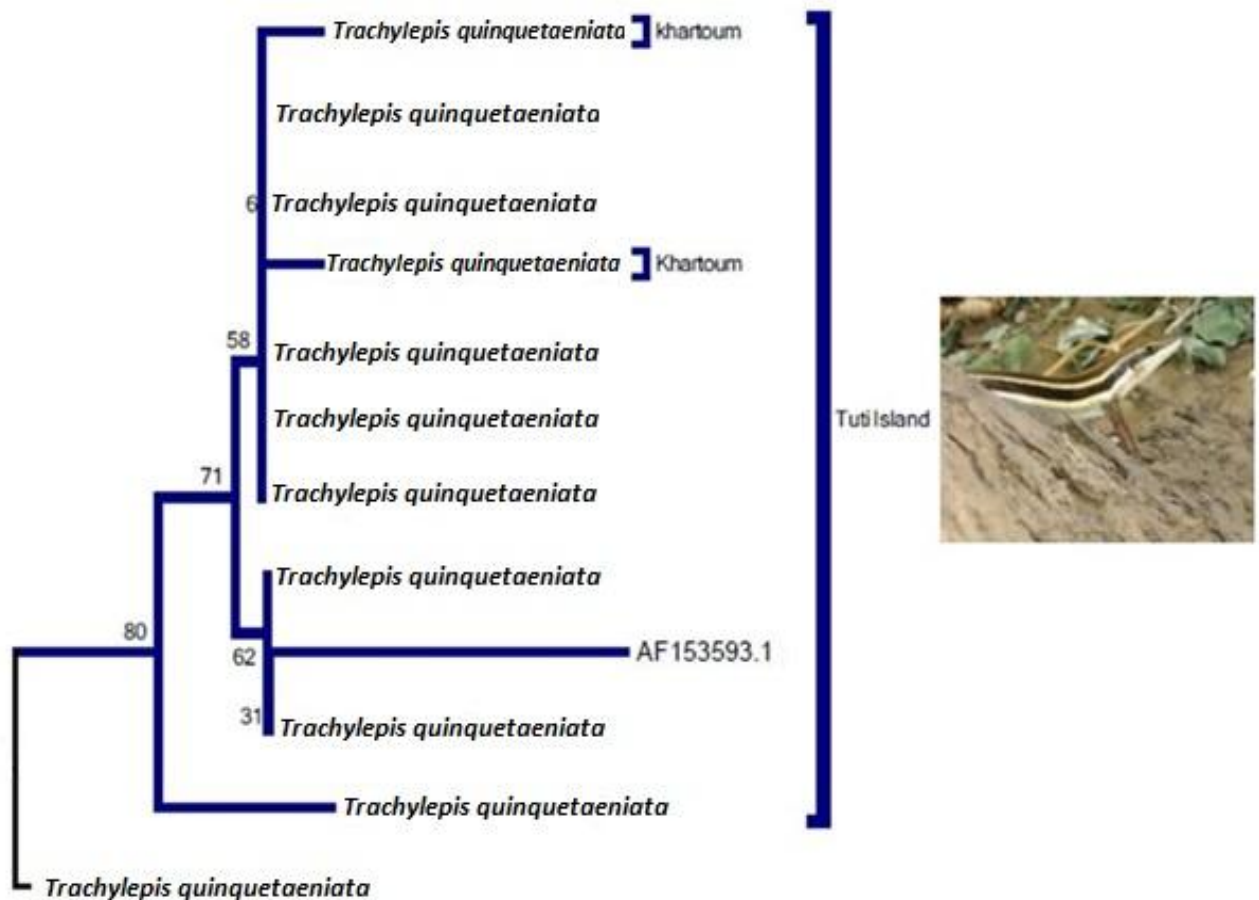 Trachylepis quinquetaeniata khartoum
Trachylepis quinquetaeniata
6 Trachylepis quinquetaeniata
Trachylepis quinquetaeniata Khartoum
58 Trachylepis quinquetaeniata
Trachylepis quinquetaeniata
Tuti Island
71 Trachylepis quinquetaeniata
Trachylepis quinquetaeniata
80 62 AF153593.1
31 Trachylepis quinquetaeniata
Trachylepis quinquetaeniata
Trachylepis quinquetaeniata